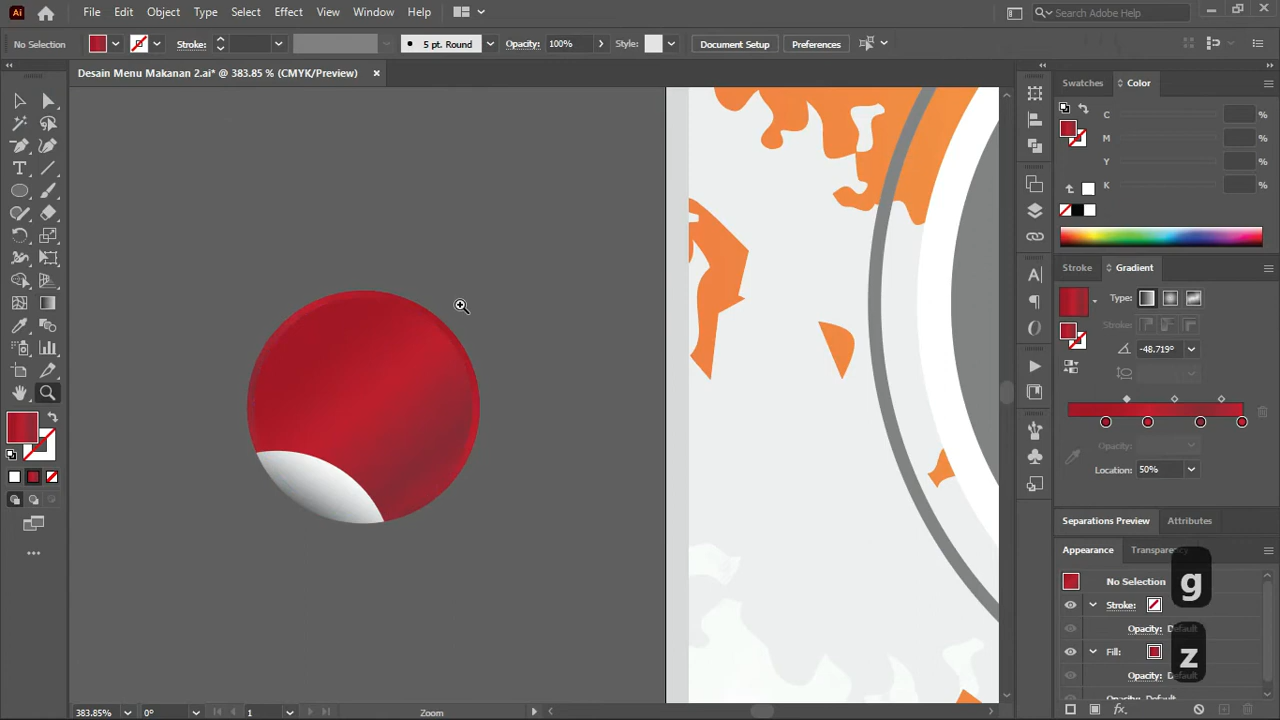 Ai File Edit Object Type Select Effect View Window Help Search Adobe Help
No Selection Stroke: 5 pt. Round Opacity: 100% Style: Document Setup Preferences
Desain Menu Makanan 2.ai* @ 383.85 % (CMYK/Preview) ×
Swatches Color
C %
M %
Y %
K %
Stroke Gradient
Type:
Stroke:
-48.719°
Opacity:
Location: 50%
Separations Preview Attributes
Appearance Transparency
No Selection
Stroke:
Opacity: Default
Fill:
Opacity: Default
g
z
fx
383.85% 0° 1 Zoom